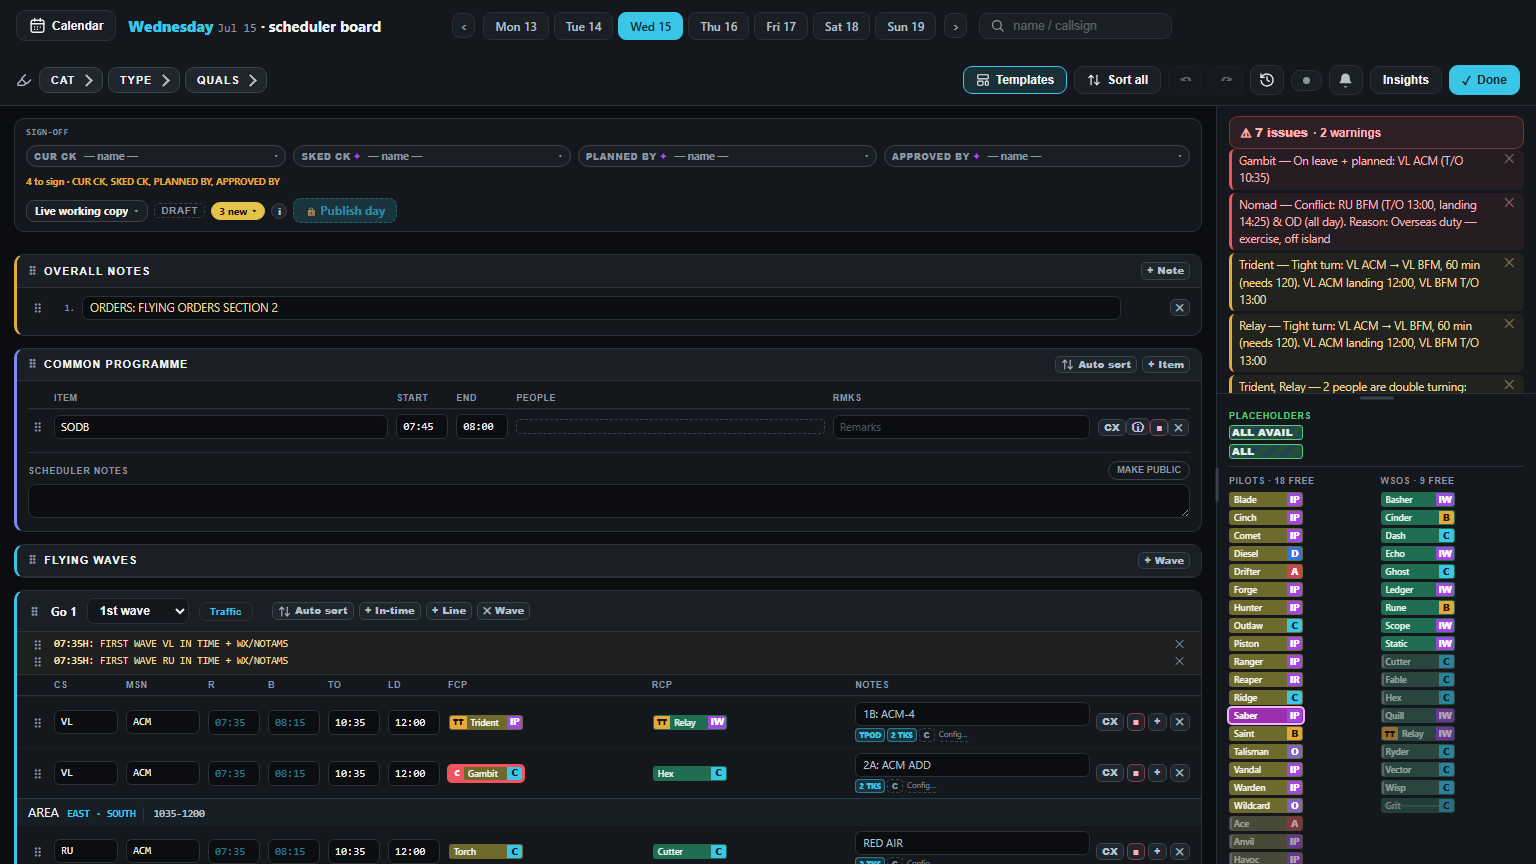 Calendar
Wednesday Jul 15 · scheduler board
Mon 13
Tue 14
Wed 15
Thu 16
Fri 17
Sat 18
Sun 19
name / callsign
CAT
TYPE
QUALS
Templates
Sort all
Insights
✓ Done
SIGN-OFF
CUR CK — name —
SKED CK ✦ — name —
PLANNED BY ✦ — name —
APPROVED BY ✦ — name —
4 to sign · CUR CK, SKED CK, PLANNED BY, APPROVED BY
Live working copy
DRAFT
3 new
i
Publish day
OVERALL NOTES
+ Note
1. ORDERS: FLYING ORDERS SECTION 2
COMMON PROGRAMME
Auto sort
+ Item
ITEM START END PEOPLE RMKS
SODB 07:45 08:00 Remarks CX
SCHEDULER NOTES
MAKE PUBLIC
FLYING WAVES
+ Wave
Go 1 1st wave Traffic Auto sort + In-time + Line ✕ Wave
07:35H: FIRST WAVE VL IN TIME + WX/NOTAMS
07:35H: FIRST WAVE RU IN TIME + WX/NOTAMS
CS MSN R B TO LD FCP RCP NOTES
VL ACM 07:35 08:15 10:35 12:00 TT Trident IP TT Relay IW 1B: ACM-4 CX
TPOD 2 TKS C Config...
VL ACM 07:35 08:15 10:35 12:00 C Gambit C Hex C 2A: ACM ADD CX
2 TKS C Config...
AREA EAST · SOUTH 1035-1200
RU ACM 07:35 08:15 10:35 12:00 Torch C Cutter C RED AIR CX
2 TKS C Config...
⚠ 7 issues · 2 warnings
Gambit — On leave + planned: VL ACM (T/O
10:35)
Nomad — Conflict: RU BFM (T/O 13:00, landing
14:25) & OD (all day). Reason: Overseas duty —
exercise, off island
Trident — Tight turn: VL ACM → VL BFM, 60 min
(needs 120). VL ACM landing 12:00, VL BFM T/O
13:00
Relay — Tight turn: VL ACM → VL BFM, 60 min
(needs 120). VL ACM landing 12:00, VL BFM T/O
13:00
Trident, Relay — 2 people are double turning:
PLACEHOLDERS
ALL AVAIL
ALL
PILOTS · 18 FREE
Blade IP
Cinch IP
Comet IP
Diesel D
Drifter A
Forge IP
Hunter IP
Outlaw C
Piston IP
Ranger IP
Reaper IR
Ridge C
Saber IP
Saint B
Talisman O
Vandal IP
Warden IP
Wildcard O
Ace A
Anvil IP
Havoc IP
WSOS · 9 FREE
Basher IW
Cinder B
Dash C
Echo IW
Ghost C
Ledger IW
Rune B
Scope IW
Static IW
Cutter C
Fable C
Hex C
Quill IW
TT Relay IW
Ryder C
Vector C
Wisp C
Grit C